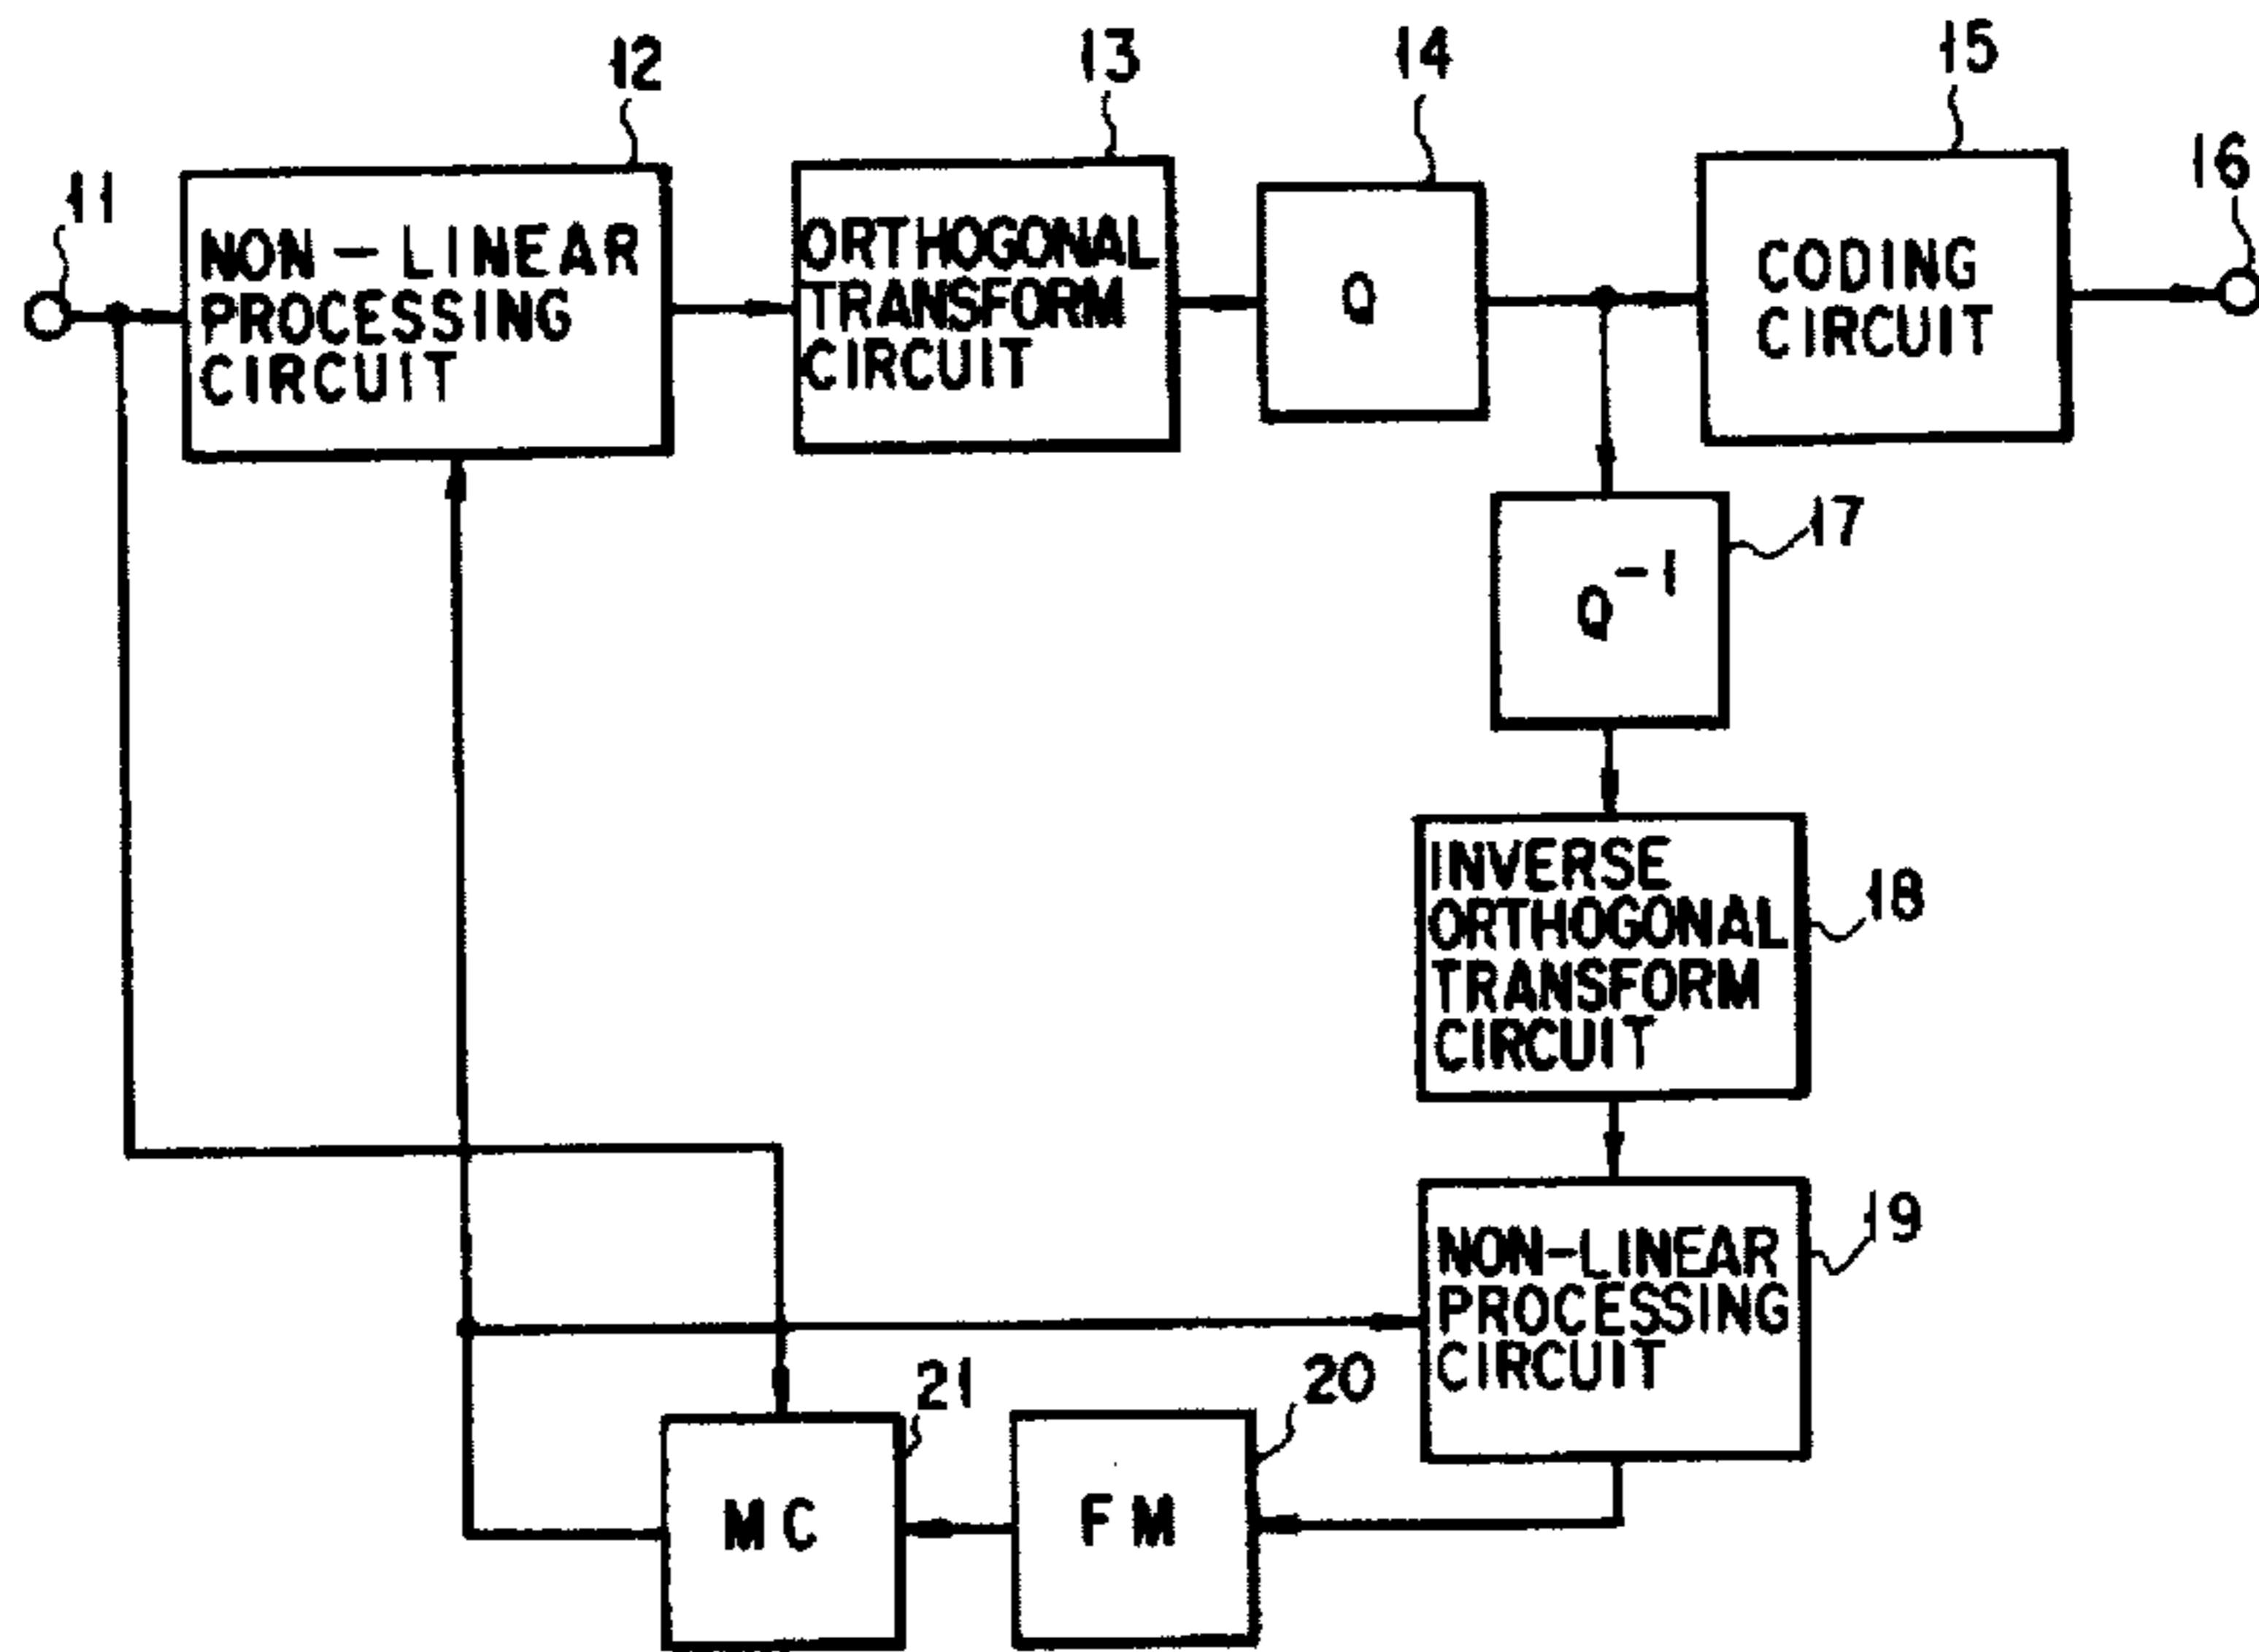 11
12
13
14
15
16
NON-LINEAR
PROCESSING
CIRCUIT
ORTHOGONAL
TRANSFORM
CIRCUIT
Q
CODING
CIRCUIT
17
Q-1
18
INVERSE
ORTHOGONAL
TRANSFORM
CIRCUIT
19
NON-LINEAR
PROCESSING
CIRCUIT
21
20
MC
FM